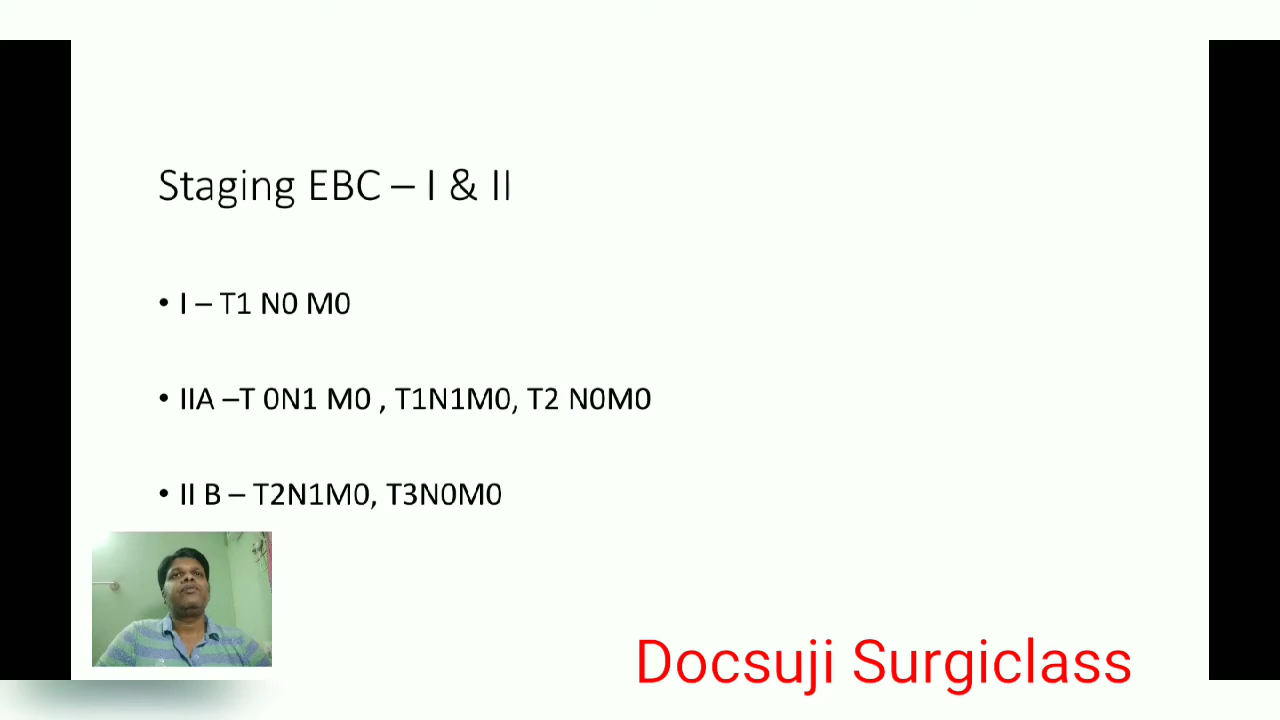 Staging EBC – I & II
• I – T1 N0 M0
• IIA –T 0N1 M0 , T1N1M0, T2 N0M0
• II B – T2N1M0, T3N0M0
Docsuji Surgiclass